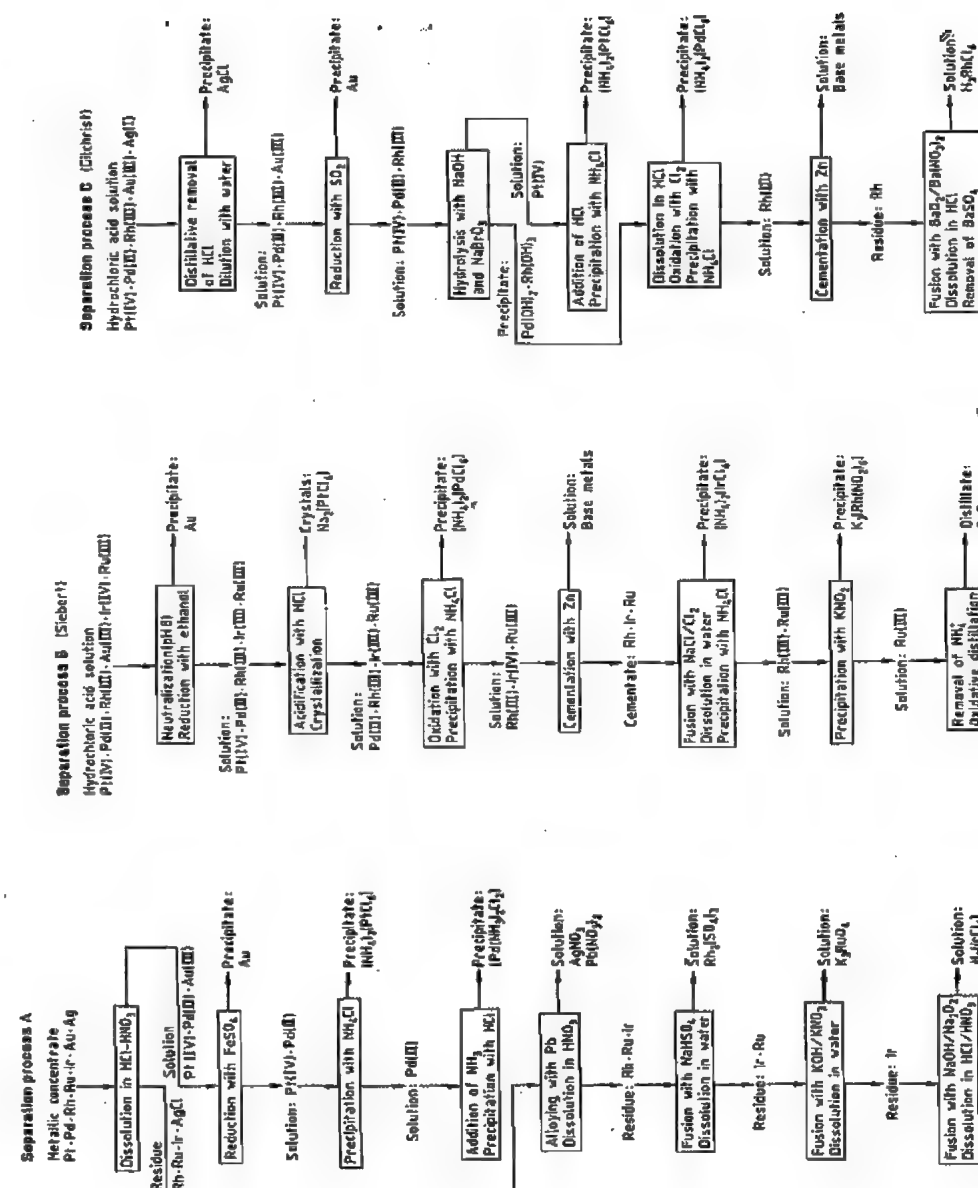 Separation process A
Metallic concentrate
Pt·Pd·Rh·Ru·Ir·Au·Ag
Dissolution in HCl-HNO₃
Residue
Rh·Ru·Ir·AgCl
Solution
Pt(IV)·Pd(II)·Au(III)
Reduction with FeSO₄
Precipitate:
Au
Solution: Pt(IV)·Pd(II)
Precipitation with NH₄Cl
Precipitate:
(NH₄)₂[PtCl₆]
Solution: Pd(II)
Addition of NH₃
Precipitation with HCl
Precipitate:
[Pd(NH₃)₂Cl₂]
Alloying with Pb
Dissolution in HNO₃
Solution:
AgNO₃
Pb(NO₃)₂
Residue: Rh·Ru·Ir
Fusion with NaHSO₄
Dissolution in water
Solution:
Rh₂(SO₄)₃
Residue: Ir·Ru
Fusion with KOH/KNO₃
Dissolution in water
Solution:
K₂RuO₄
Residue: Ir
Fusion with NaOH/Na₂O₂
Dissolution in HCl/HNO₃
Solution:
Separation process B (Siebert)
Hydrochloric acid solution
Pt(IV)·Pd(II)·Rh(III)·Au(III)·Ir(IV)·Ru(III)
Neutralization(pH 8)
Reduction with ethanol
Precipitate:
Au
Solution:
Pt(IV)·Pd(II)·Rh(III)·Ir(III)·Ru(III)
Acidification with HCl
Crystallization
Crystals:
Na₂[PtCl₆]
Solution:
Pd(II)·Rh(III)·Ir(III)·Ru(III)
Oxidation with Cl₂
Precipitation with NH₄Cl
Precipitate:
(NH₄)₂[PdCl₆]
Solution:
Rh(III)·Ir(IV)·Ru(III)
Cementation with Zn
Solution:
Base metals
Cementate: Rh·Ir·Ru
Fusion with NaCl/Cl₂
Dissolution in water
Precipitation with NH₄Cl
Precipitate:
(NH₄)₂[IrCl₆]
Solution: Rh(III)·Ru(III)
Precipitation with KNO₂
Precipitate:
K₃[Rh(NO₂)₆]
Solution: Ru(III)
Removal of NH₄⁺
Oxidative distillation
Distillate:
Separation process C (Gilchrist)
Hydrochloric acid solution
Pt(IV)·Pd(II)·Rh(III)·Au(III)·Ag(I)
Distillative removal
of HCl
Dilution with water
Precipitate:
AgCl
Solution:
Pt(IV)·Pd(II)·Rh(III)·Au(III)
Reduction with SO₂
Precipitate:
Au
Solution: Pt(IV)·Pd(II)·Rh(III)
Hydrolysis with NaOH
and NaBrO₃
Precipitate:
Pd(OH)₂·Rh(OH)₃
Solution:
Pt(IV)
Addition of HCl
Precipitation with NH₄Cl
Precipitate:
(NH₄)₂[PtCl₆]
Dissolution in HCl
Oxidation with Cl₂
Precipitation with
NH₄Cl
Precipitate:
(NH₄)₂[PdCl₆]
Solution: Rh(III)
Cementation with Zn
Solution:
Base metals
Residue: Rh
Fusion with BaO₂/Ba(NO₃)₂
Dissolution in HCl
Removal of BaSO₄
Solution:
H₃RhCl₆